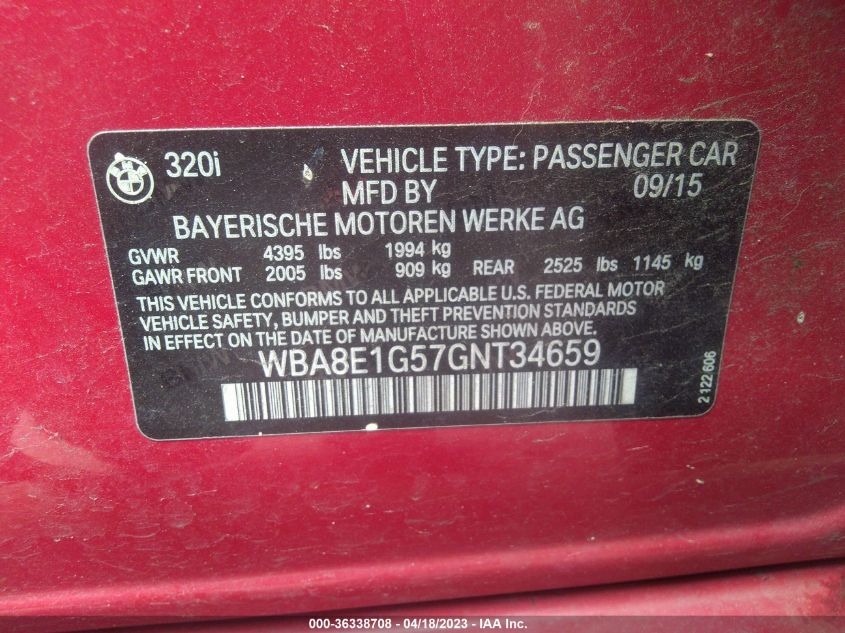 BMW
320i VEHICLE TYPE: PASSENGER CAR
MFD BY 09/15
BAYERISCHE MOTOREN WERKE AG
GVWR 4395 lbs 1994 kg
GAWR FRONT 2005 lbs 909 kg REAR 2525 lbs 1145 kg
THIS VEHICLE CONFORMS TO ALL APPLICABLE U.S. FEDERAL MOTOR
VEHICLE SAFETY, BUMPER AND THEFT PREVENTION STANDARDS
IN EFFECT ON THE DATE OF MANUFACTURE SHOWN ABOVE.
WBA8E1G57GNT34659
2 122 606
000-36338708 - 04/18/2023 - IAA Inc.